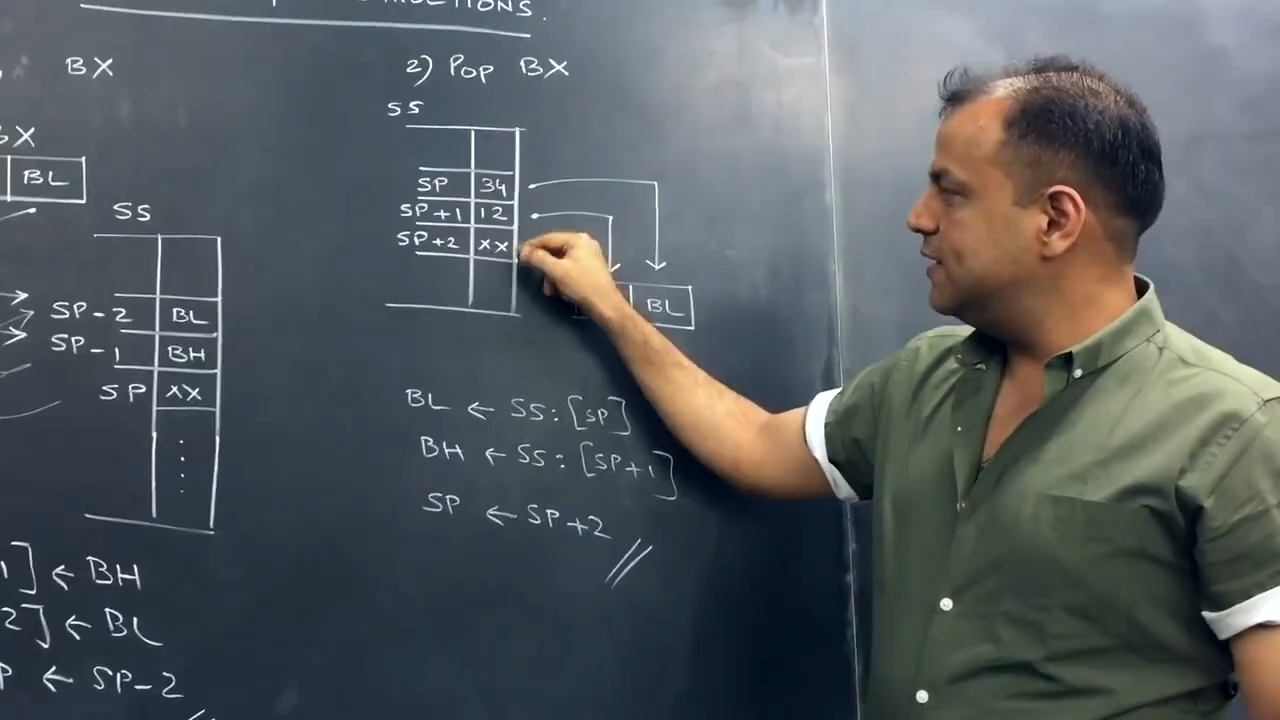 BX
BX
BL
SS
SP-2 BL
SP-1 BH
SP XX
1] ← BH
2] ← BL
P ← SP-2
2) POP BX
SS
SP 34
SP+1 12
SP+2 XX
BL
BL ← SS:[SP]
BH ← SS:[SP+1]
SP ← SP+2